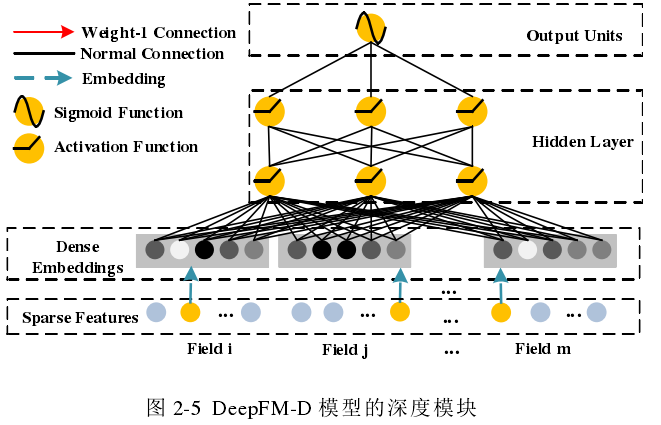 Weight-1 Connection
Normal Connection
Embedding
Sigmoid Function
Activation Function
Output Units
Hidden Layer
Dense
Embeddings
...
Sparse Features
... ... ... ...
Field i Field j ... Field m
图 2-5 DeepFM-D 模型的深度模块